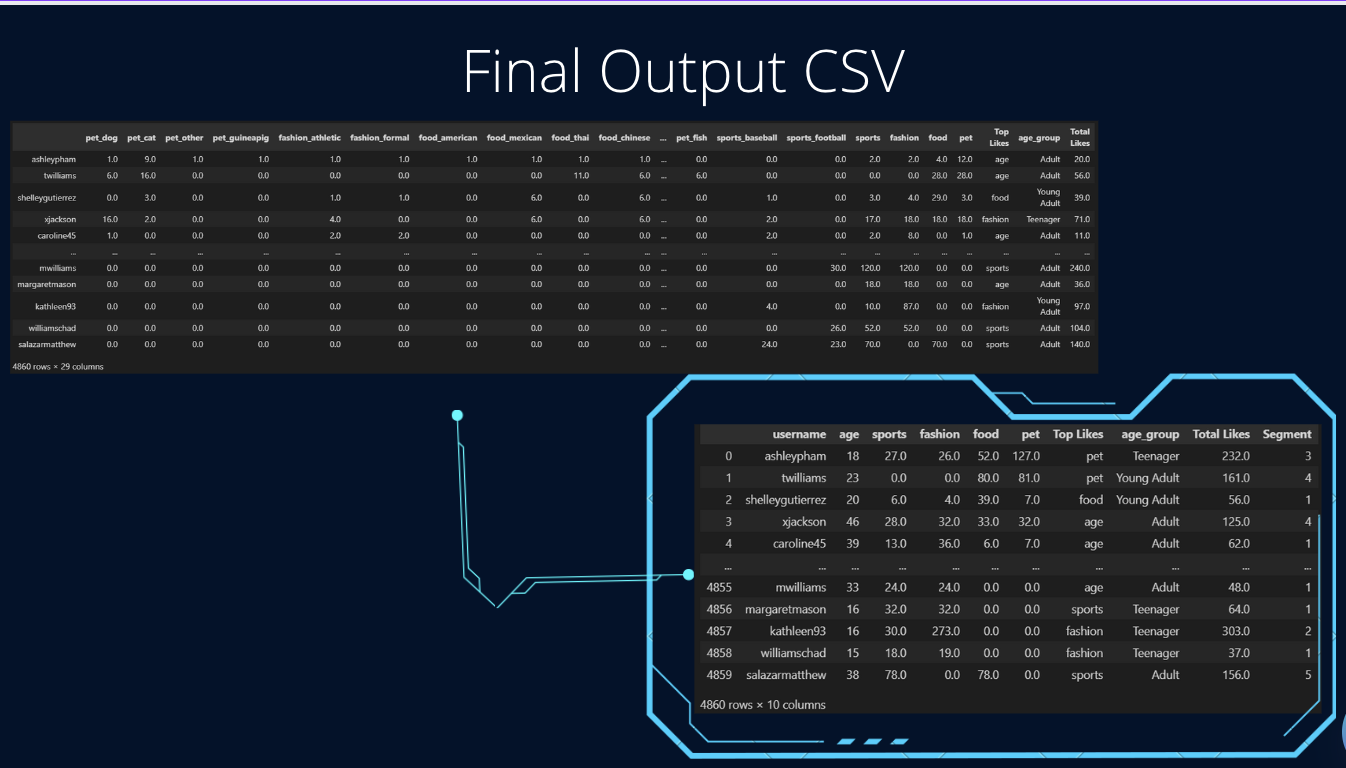 Final Output CSV
pet_dog pet_cat pet_other pet_guineapig fashion_athletic fashion_formal food_american food_mexican food_thai food_chinese ... pet_fish sports_baseball sports_football sports fashion food pet Top Likes age_group Total Likes
ashleypham 1.0 9.0 1.0 1.0 1.0 1.0 1.0 1.0 1.0 1.0 ... 0.0 0.0 0.0 2.0 2.0 4.0 12.0 age Adult 20.0
twilliams 6.0 16.0 0.0 0.0 0.0 0.0 0.0 0.0 11.0 6.0 ... 6.0 0.0 0.0 0.0 0.0 28.0 28.0 age Adult 56.0
shelleygutierrez 0.0 3.0 0.0 0.0 1.0 1.0 0.0 6.0 0.0 6.0 ... 0.0 1.0 0.0 3.0 4.0 29.0 3.0 food Young Adult 39.0
xjackson 16.0 2.0 0.0 0.0 4.0 0.0 0.0 6.0 0.0 6.0 ... 0.0 2.0 0.0 17.0 18.0 18.0 18.0 fashion Teenager 71.0
caroline45 1.0 0.0 0.0 0.0 2.0 2.0 0.0 0.0 0.0 0.0 ... 0.0 2.0 0.0 2.0 8.0 0.0 1.0 age Adult 11.0
... ... ... ... ... ... ... ... ... ... ... ... ... ... ... ... ... ... ... ... ... ...
mwilliams 0.0 0.0 0.0 0.0 0.0 0.0 0.0 0.0 0.0 0.0 ... 0.0 0.0 30.0 120.0 120.0 0.0 0.0 sports Adult 240.0
margaretmason 0.0 0.0 0.0 0.0 0.0 0.0 0.0 0.0 0.0 0.0 ... 0.0 0.0 0.0 18.0 18.0 0.0 0.0 age Adult 36.0
kathleen93 0.0 0.0 0.0 0.0 0.0 0.0 0.0 0.0 0.0 0.0 ... 0.0 4.0 0.0 10.0 87.0 0.0 0.0 fashion Young Adult 97.0
williamschad 0.0 0.0 0.0 0.0 0.0 0.0 0.0 0.0 0.0 0.0 ... 0.0 0.0 26.0 52.0 52.0 0.0 0.0 sports Adult 104.0
salazarmatthew 0.0 0.0 0.0 0.0 0.0 0.0 0.0 0.0 0.0 0.0 ... 0.0 24.0 23.0 70.0 0.0 70.0 0.0 sports Adult 140.0
4860 rows × 29 columns
username age sports fashion food pet Top Likes age_group Total Likes Segment
0 ashleypham 18 27.0 26.0 52.0 127.0 pet Teenager 232.0 3
1 twilliams 23 0.0 0.0 80.0 81.0 pet Young Adult 161.0 4
2 shelleygutierrez 20 6.0 4.0 39.0 7.0 food Young Adult 56.0 1
3 xjackson 46 28.0 32.0 33.0 32.0 age Adult 125.0 4
4 caroline45 39 13.0 36.0 6.0 7.0 age Adult 62.0 1
... ... ... ... ... ... ... ... ... ... ...
4855 mwilliams 33 24.0 24.0 0.0 0.0 age Adult 48.0 1
4856 margaretmason 16 32.0 32.0 0.0 0.0 sports Teenager 64.0 1
4857 kathleen93 16 30.0 273.0 0.0 0.0 fashion Teenager 303.0 2
4858 williamschad 15 18.0 19.0 0.0 0.0 fashion Teenager 37.0 1
4859 salazarmatthew 38 78.0 0.0 78.0 0.0 sports Adult 156.0 5
4860 rows × 10 columns